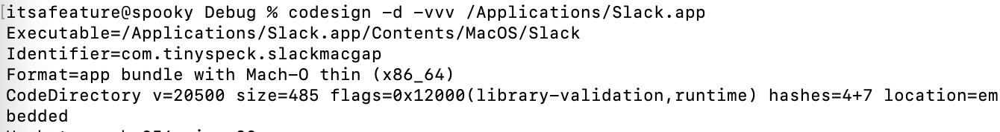 [itsafeature@spooky Debug % codesign -d -vvv /Applications/Slack.app
Executable=/Applications/Slack.app/Contents/MacOS/Slack
Identifier=com.tinyspeck.slackmacgap
Format=app bundle with Mach-O thin (x86_64)
CodeDirectory v=20500 size=485 flags=0x12000(library-validation,runtime) hashes=4+7 location=em
bedded